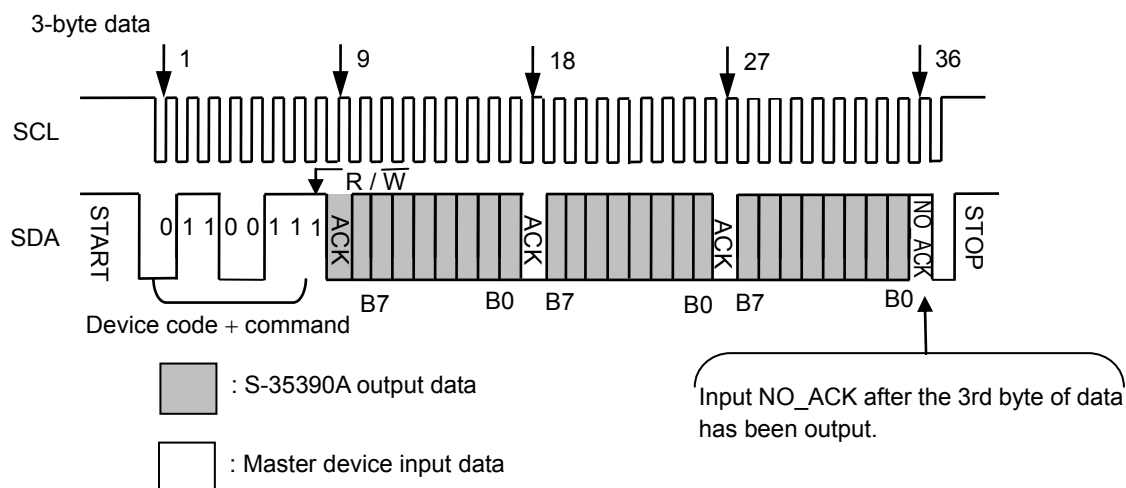 3-byte data
1 9 18 27 36
SCL
R / W
SDA
START 0 1 1 0 0 1 1 1 ACK ACK ACK NO_ACK STOP
B7 B0 B7 B0 B7 B0
Device code + command
: S-35390A output data
Input NO_ACK after the 3rd byte of data
has been output.
: Master device input data